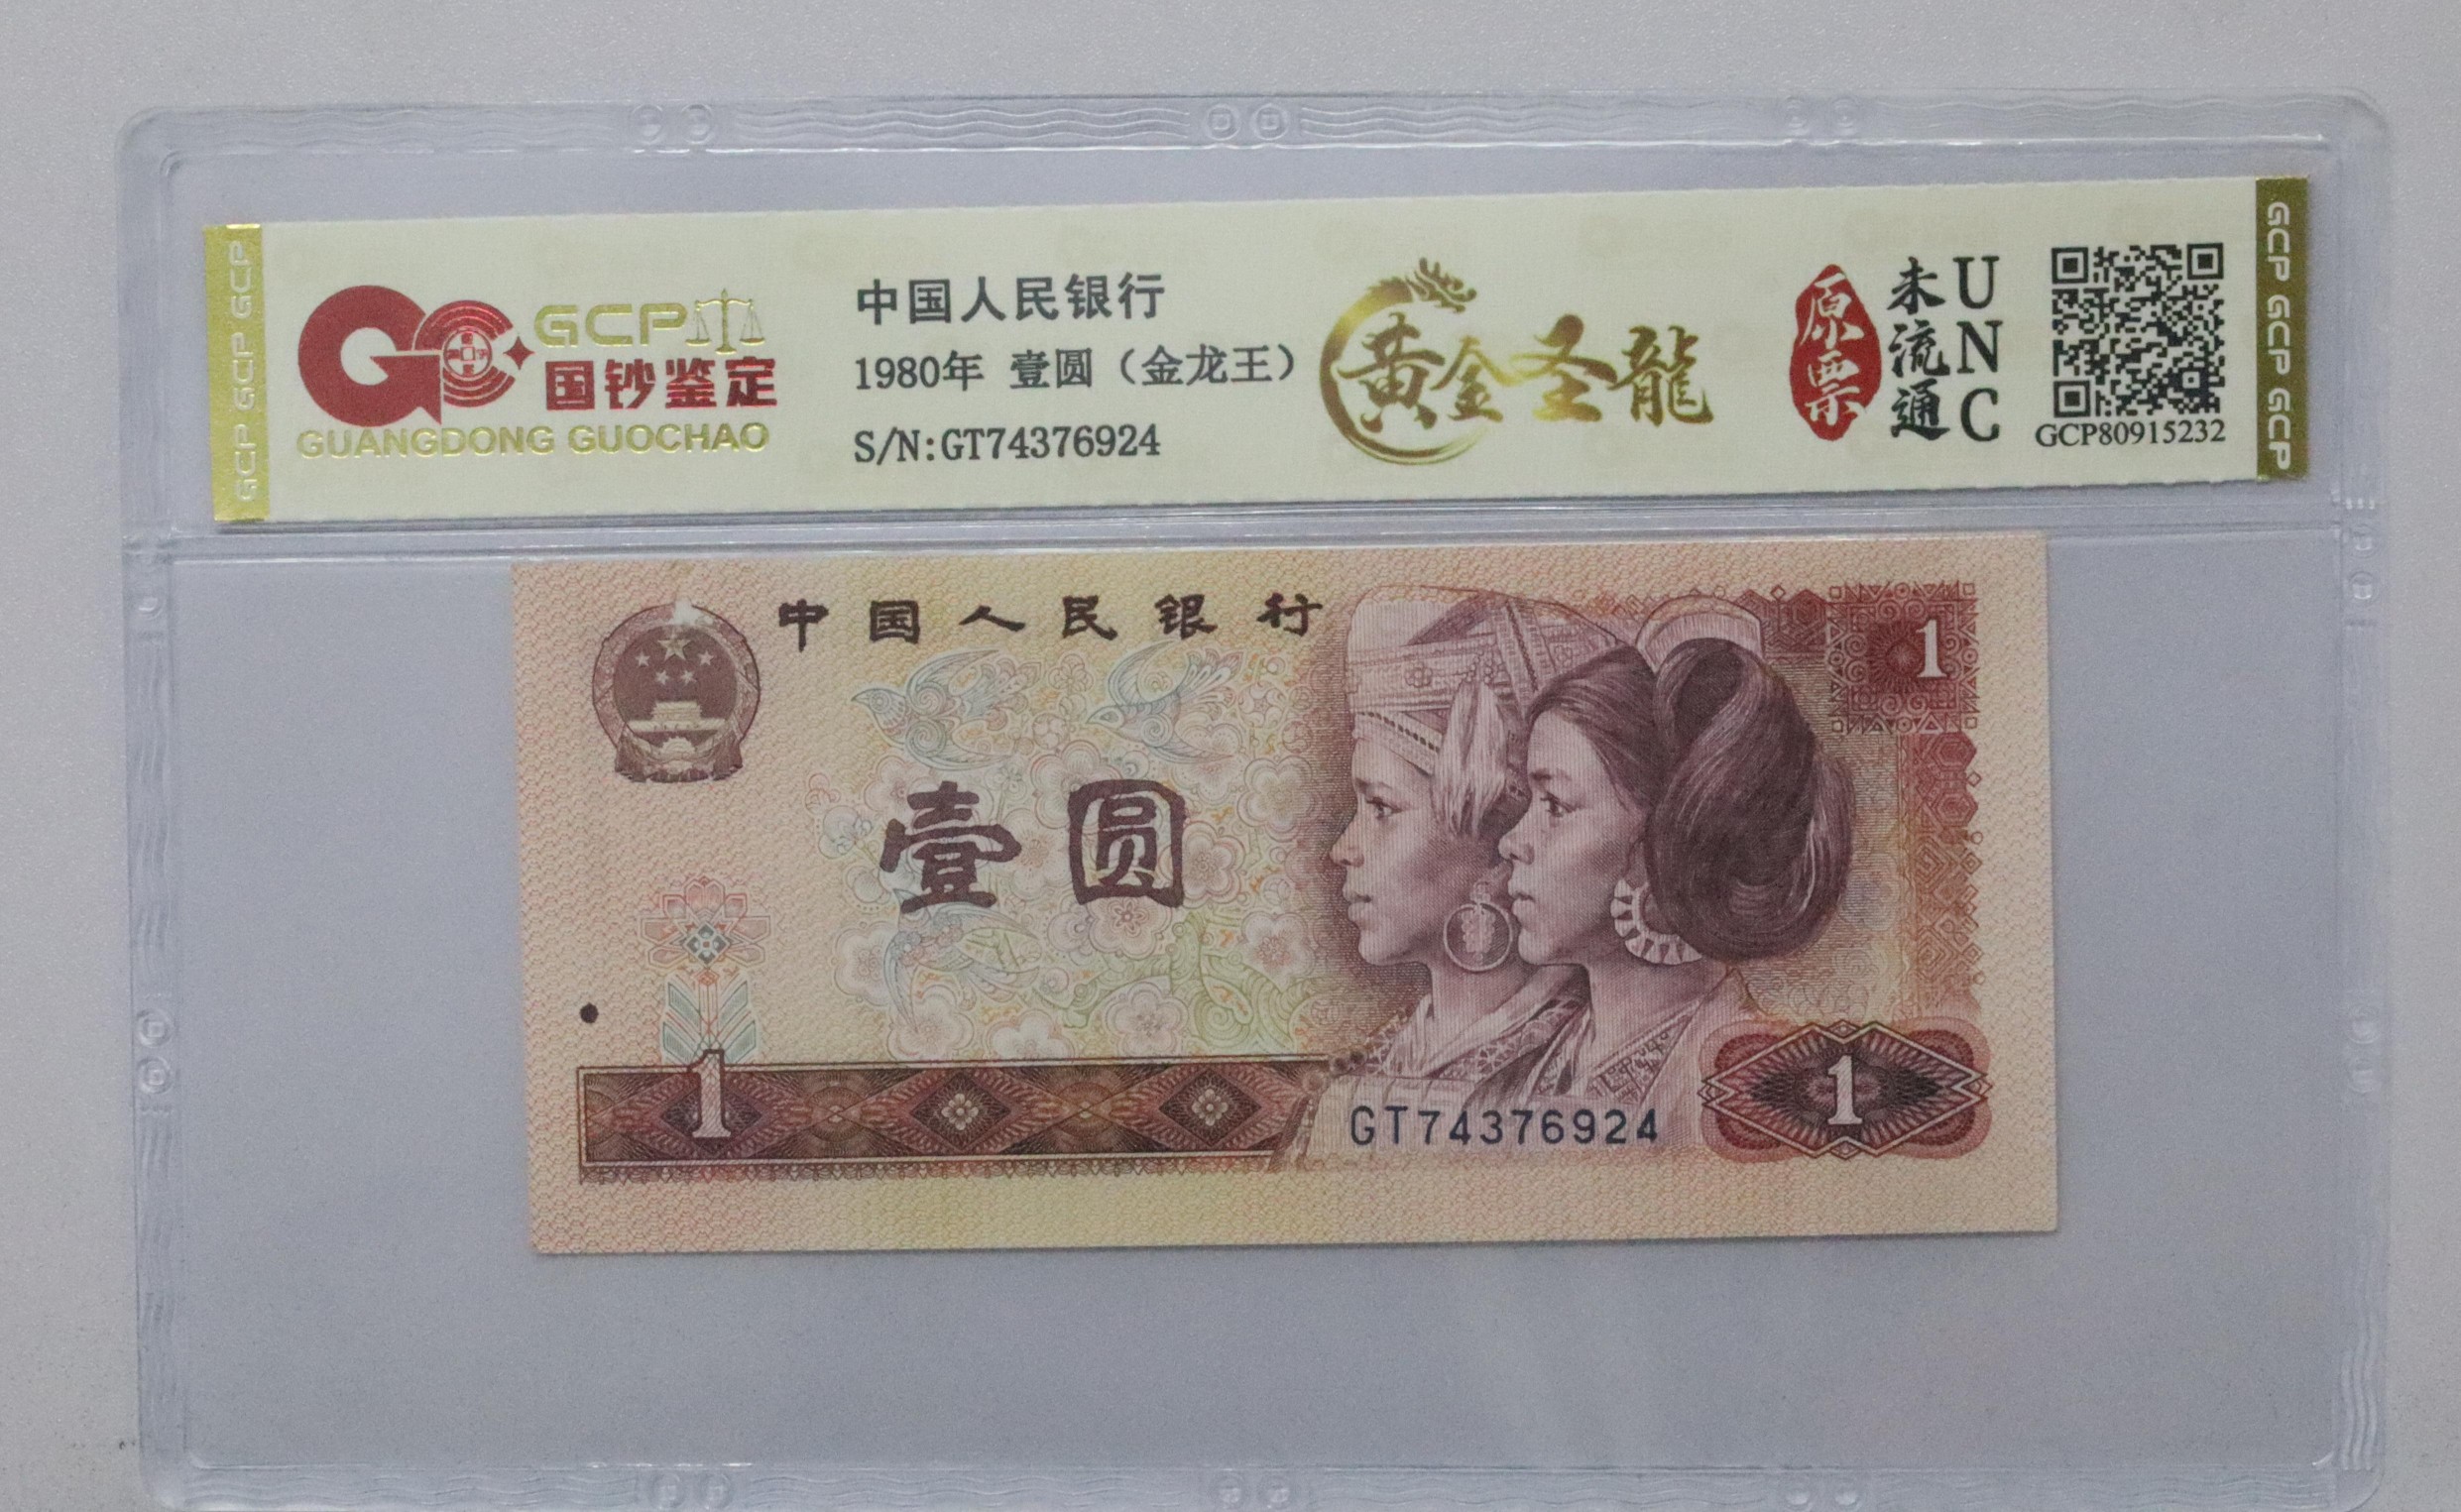 GCP GCP GCP
GCP
国钞鉴定
GUANGDONG GUOCHAO
中国人民银行
1980年 壹圆（金龙王）
S/N:GT74376924
黄金圣龍
原票
未流通
UNC
GCP80915232
GCP GCP GCP
中国人民银行
1
壹圆
1
GT74376924
1